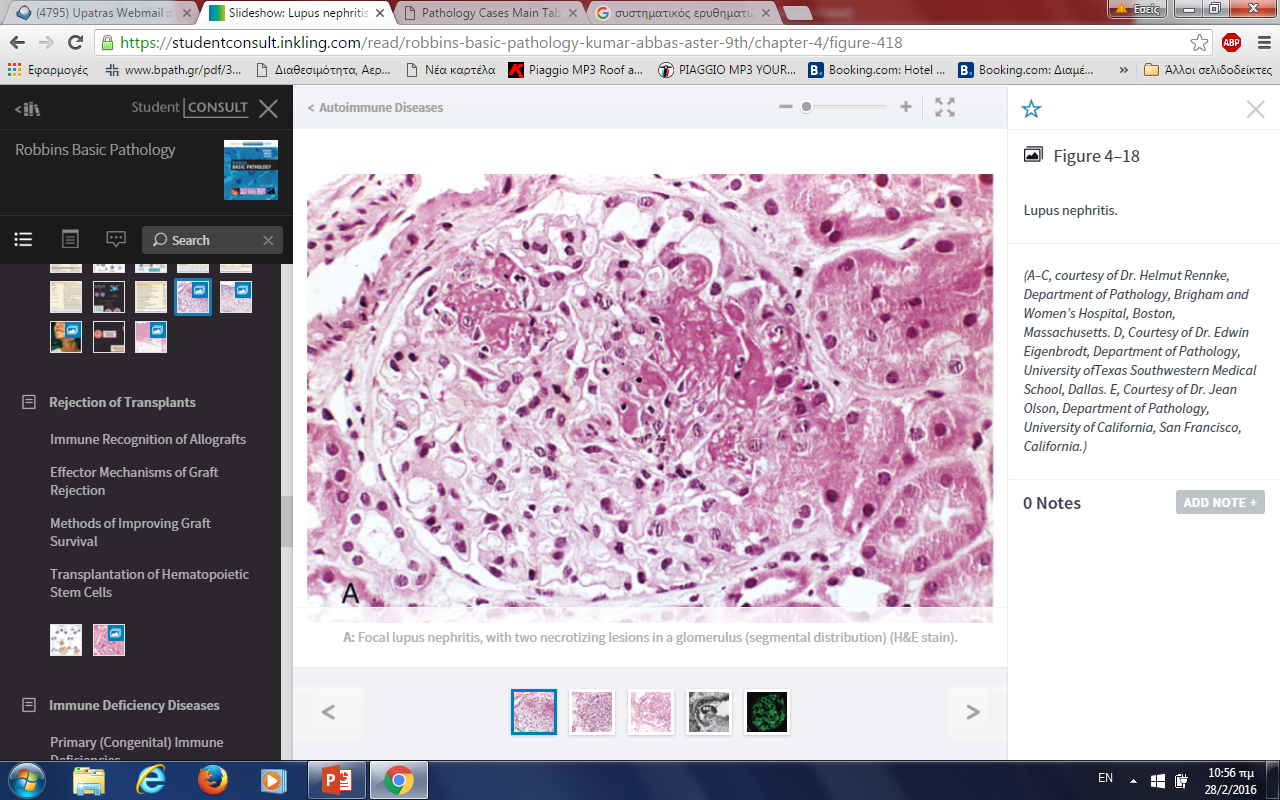 (4795) Upatras Webmail ::
Slideshow: Lupus nephritis
Pathology Cases Main Tab
συστηματικός ερυθηματώ
Εσείς
https://studentconsult.inkling.com/read/robbins-basic-pathology-kumar-abbas-aster-9th/chapter-4/figure-418
ABP
Εφαρμογές
www.bpath.gr/pdf/3...
Διαθεσιμότητα, Αερ...
Νέα καρτέλα
Piaggio MP3 Roof a...
PIAGGIO MP3 YOUR...
Booking.com: Hotel ...
Booking.com: Διαμέ...
»
Άλλοι σελιδοδείκτες
Student CONSULT
Robbins Basic Pathology
Search
Rejection of Transplants
Immune Recognition of Allografts
Effector Mechanisms of Graft
Rejection
Methods of Improving Graft
Survival
Transplantation of Hematopoietic
Stem Cells
Immune Deficiency Diseases
Primary (Congenital) Immune
Deficiencies
< Autoimmune Diseases
A
A: Focal lupus nephritis, with two necrotizing lesions in a glomerulus (segmental distribution) (H&E stain).
Figure 4–18
Lupus nephritis.
(A–C, courtesy of Dr. Helmut Rennke,
Department of Pathology, Brigham and
Women's Hospital, Boston,
Massachusetts. D, Courtesy of Dr. Edwin
Eigenbrodt, Department of Pathology,
University ofTexas Southwestern Medical
School, Dallas. E, Courtesy of Dr. Jean
Olson, Department of Pathology,
University of California, San Francisco,
California.)
0 Notes
ADD NOTE +
EN
10:56 πμ
28/2/2016